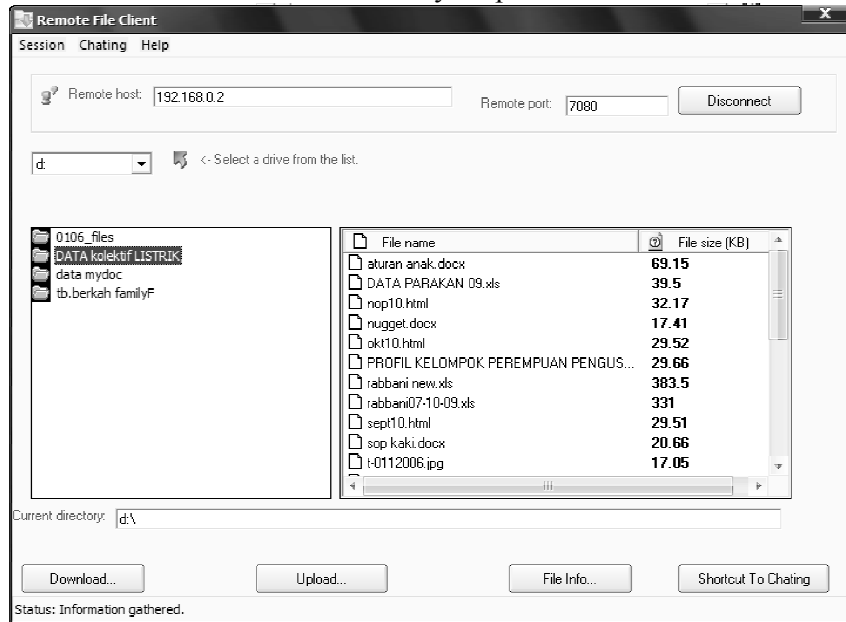 Remote File Client
Session Chating Help
Remote host: 192.168.0.2 Remote port: 7080 Disconnect
d: <- Select a drive from the list.
0106_files
DATA kolektif LISTRIK
data mydoc
tb.berkah familyF
File name File size (KB)
aturan anak.docx 69.15
DATA PARAKAN 09.xls 39.5
nop10.html 32.17
nugget.docx 17.41
okt10.html 29.52
PROFIL KELOMPOK PEREMPUAN PENGUS... 29.66
rabbani new.xls 383.5
rabbani07-10-09.xls 331
sept10.html 29.51
sop kaki.docx 20.66
t-0112006.jpg 17.05
Current directory: d:\
Download... Upload... File Info... Shortcut To Chating
Status: Information gathered.